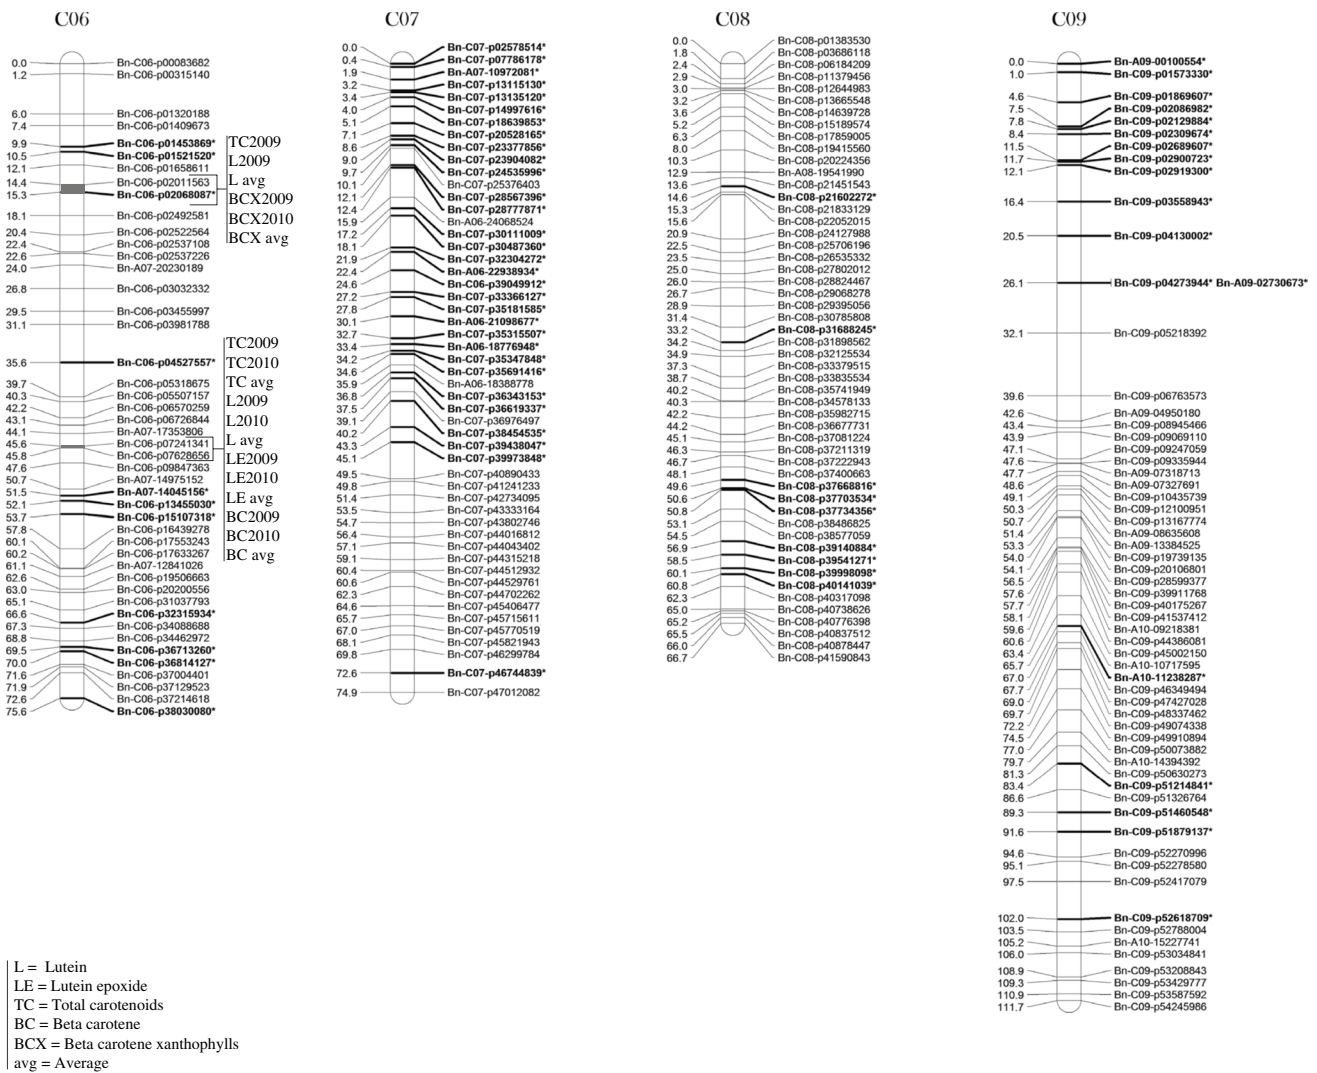 C06
0.0 Bn-C06-p00083682
1.2 Bn-C06-p00315140
6.0 Bn-C06-p01320188
7.4 Bn-C06-p01409673
9.9 Bn-C06-p01453869*
10.5 Bn-C06-p01521520*
12.1 Bn-C06-p01658611
14.4 Bn-C06-p02011563
15.3 Bn-C06-p02068087*
18.1 Bn-C06-p02492581
20.4 Bn-C06-p02522564
22.4 Bn-C06-p02537108
22.6 Bn-C06-p02537226
24.0 Bn-A07-20230189
26.8 Bn-C06-p03032332
29.5 Bn-C06-p03455997
31.1 Bn-C06-p03981788
35.6 Bn-C06-p04527557*
39.7 Bn-C06-p05318675
40.3 Bn-C06-p05507157
42.2 Bn-C06-p06570259
43.1 Bn-C06-p06726844
44.1 Bn-A07-17353806
45.6 Bn-C06-p07241341
45.8 Bn-C06-p07628656
47.6 Bn-C06-p09847363
50.7 Bn-A07-14975152
51.5 Bn-A07-14045156*
52.1 Bn-C06-p13455030*
53.7 Bn-C06-p15107318*
57.8 Bn-C06-p16439278
60.1 Bn-C06-p17553243
60.2 Bn-C06-p17633267
61.1 Bn-A07-12841026
62.6 Bn-C06-p19506663
63.0 Bn-C06-p20200556
65.1 Bn-C06-p31037793
66.6 Bn-C06-p32315934*
67.3 Bn-C06-p34088688
68.8 Bn-C06-p34462972
69.5 Bn-C06-p36713260*
70.0 Bn-C06-p36814127*
71.6 Bn-C06-p37004401
71.9 Bn-C06-p37129523
72.6 Bn-C06-p37214618
75.6 Bn-C06-p38030080*
TC2009
L2009
L avg
BCX2009
BCX2010
BCX avg
TC2009
TC2010
TC avg
L2009
L2010
L avg
LE2009
LE2010
LE avg
BC2009
BC2010
BC avg
C07
0.0 Bn-C07-p02578514*
0.4 Bn-C07-p07786178*
1.9 Bn-A07-10972081*
3.2 Bn-C07-p13115130*
3.4 Bn-C07-p13135120*
4.0 Bn-C07-p14997616*
5.1 Bn-C07-p18639853*
7.1 Bn-C07-p20528165*
8.6 Bn-C07-p23377856*
9.0 Bn-C07-p23904082*
9.7 Bn-C07-p24535996*
10.1 Bn-C07-p25376403
12.1 Bn-C07-p28567396*
12.4 Bn-C07-p28777871*
15.9 Bn-A06-24068524
17.2 Bn-C07-p30111009*
18.1 Bn-C07-p30487360*
21.9 Bn-C07-p32304272*
22.4 Bn-A06-22938934*
24.6 Bn-C06-p39049912*
27.2 Bn-C07-p33366127*
27.8 Bn-C07-p35181585*
30.1 Bn-A06-21098677*
32.7 Bn-C07-p35315507*
33.4 Bn-A06-18776948*
34.2 Bn-C07-p35347848*
34.6 Bn-C07-p35691416*
35.9 Bn-A06-18388778
36.8 Bn-C07-p36343153*
37.5 Bn-C07-p36619337*
39.1 Bn-C07-p36976497
40.2 Bn-C07-p38454535*
43.3 Bn-C07-p39438047*
45.1 Bn-C07-p39973848*
49.5 Bn-C07-p40890433
49.8 Bn-C07-p41241233
51.4 Bn-C07-p42734095
53.5 Bn-C07-p43333164
54.7 Bn-C07-p43802746
56.4 Bn-C07-p44016812
57.1 Bn-C07-p44043402
59.1 Bn-C07-p44315218
60.4 Bn-C07-p44512932
60.6 Bn-C07-p44529761
62.3 Bn-C07-p44702262
64.6 Bn-C07-p45406477
65.7 Bn-C07-p45715611
67.0 Bn-C07-p45770519
68.1 Bn-C07-p45821943
69.8 Bn-C07-p46299784
72.6 Bn-C07-p46744839*
74.9 Bn-C07-p47012082
C08
0.0 Bn-C08-p01383530
1.8 Bn-C08-p03686118
2.4 Bn-C08-p06184209
2.9 Bn-C08-p11379456
3.0 Bn-C08-p12644983
3.2 Bn-C08-p13665548
3.6 Bn-C08-p14639728
5.2 Bn-C08-p15189574
6.3 Bn-C08-p17859005
8.0 Bn-C08-p19415560
10.3 Bn-C08-p20224356
12.9 Bn-A08-19541990
13.6 Bn-C08-p21451543
14.6 Bn-C08-p21602272*
15.3 Bn-C08-p21833129
15.6 Bn-C08-p22052015
20.9 Bn-C08-p24127988
22.5 Bn-C08-p25706196
23.5 Bn-C08-p26535332
25.0 Bn-C08-p27802012
26.0 Bn-C08-p28824467
26.7 Bn-C08-p29068278
28.9 Bn-C08-p29395056
31.4 Bn-C08-p30785808
33.2 Bn-C08-p31688245*
34.2 Bn-C08-p31898562
34.9 Bn-C08-p32125534
37.3 Bn-C08-p33379515
38.7 Bn-C08-p33835534
40.2 Bn-C08-p35741949
40.3 Bn-C08-p34578133
42.2 Bn-C08-p35982715
44.2 Bn-C08-p36677731
45.1 Bn-C08-p37081224
46.3 Bn-C08-p37211319
46.7 Bn-C08-p37222943
48.1 Bn-C08-p37400663
49.6 Bn-C08-p37668816*
50.6 Bn-C08-p37703534*
50.8 Bn-C08-p37734356*
53.1 Bn-C08-p38486825
54.5 Bn-C08-p38577059
56.9 Bn-C08-p39140884*
58.5 Bn-C08-p39541271*
60.1 Bn-C08-p39998098*
60.8 Bn-C08-p40141039*
62.3 Bn-C08-p40317098
65.0 Bn-C08-p40738626
65.2 Bn-C08-p40776398
65.5 Bn-C08-p40837512
66.0 Bn-C08-p40878447
66.7 Bn-C08-p41590843
C09
0.0 Bn-A09-00100554*
1.0 Bn-C09-p01573330*
4.6 Bn-C09-p01869607*
7.5 Bn-C09-p02086982*
7.8 Bn-C09-p02129884*
8.4 Bn-C09-p02309674*
11.5 Bn-C09-p02689607*
11.7 Bn-C09-p02900723*
12.1 Bn-C09-p02919300*
16.4 Bn-C09-p03558943*
20.5 Bn-C09-p04130002*
26.1 Bn-C09-p04273944* Bn-A09-02730673*
32.1 Bn-C09-p05218392
39.6 Bn-C09-p06763573
42.6 Bn-A09-04950180
43.4 Bn-C09-p08945466
43.9 Bn-C09-p09069110
47.1 Bn-C09-p09247059
47.6 Bn-C09-p09335944
47.7 Bn-A09-07318713
48.6 Bn-A09-07327691
49.1 Bn-C09-p10435739
50.3 Bn-C09-p12100951
50.7 Bn-C09-p13167774
51.4 Bn-A09-08635608
53.3 Bn-A09-13384525
54.0 Bn-C09-p19739135
54.1 Bn-C09-p20106801
56.5 Bn-C09-p28599377
57.6 Bn-C09-p39911768
57.7 Bn-C09-p40175267
58.1 Bn-C09-p41537412
59.6 Bn-A10-09218381
60.6 Bn-C09-p44386081
63.4 Bn-C09-p45002150
65.7 Bn-A10-10717595
67.0 Bn-A10-11238287*
67.7 Bn-C09-p46349494
69.0 Bn-C09-p47427028
69.7 Bn-C09-p48337462
72.2 Bn-C09-p49074338
74.5 Bn-C09-p49910894
77.0 Bn-C09-p50073882
79.7 Bn-A10-14394392
81.3 Bn-C09-p50630273
83.4 Bn-C09-p51214841*
86.6 Bn-C09-p51326764
89.3 Bn-C09-p51460548*
91.6 Bn-C09-p51879137*
94.6 Bn-C09-p52270996
95.1 Bn-C09-p52278580
97.5 Bn-C09-p52417079
102.0 Bn-C09-p52618709*
103.5 Bn-C09-p52788004
105.2 Bn-A10-15227741
106.0 Bn-C09-p53034841
108.9 Bn-C09-p53208843
109.3 Bn-C09-p53429777
110.9 Bn-C09-p53587592
111.7 Bn-C09-p54245986
L = Lutein
LE = Lutein epoxide
TC = Total carotenoids
BC = Beta carotene
BCX = Beta carotene xanthophylls
avg = Average